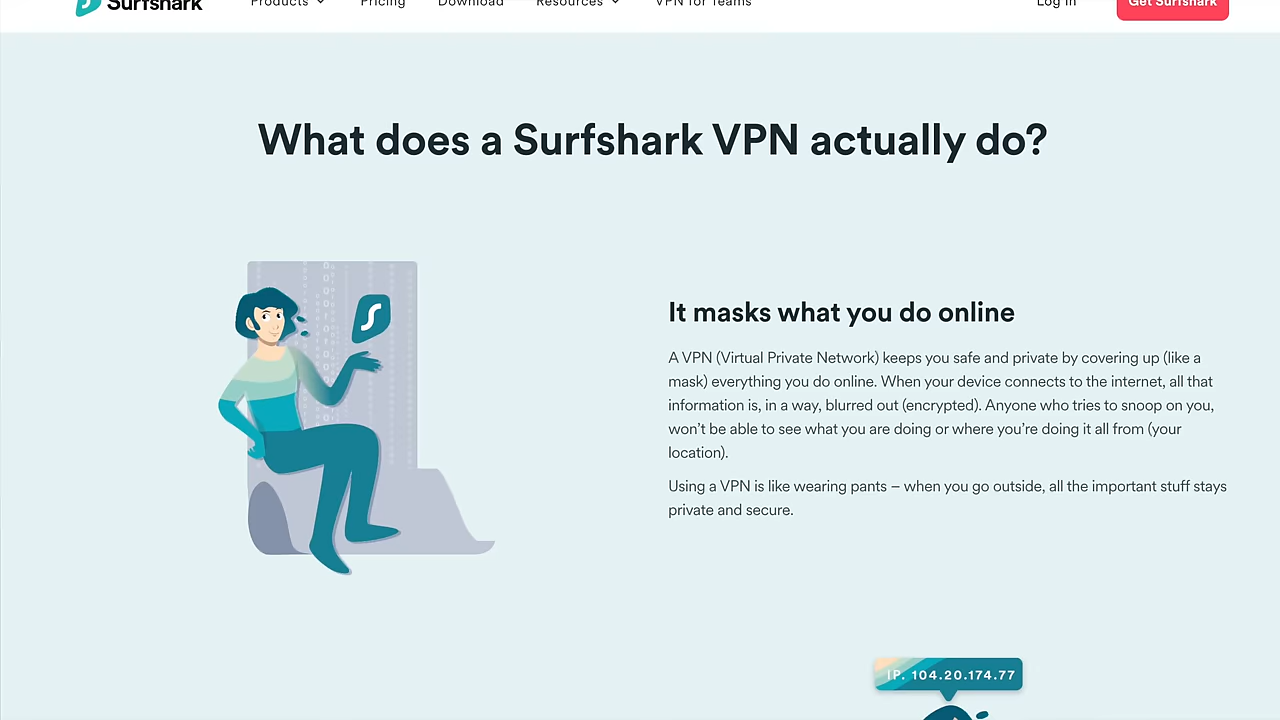 Surfshark
Products
Pricing
Download
Resources
VPN for Teams
Log In
Get Surfshark
What does a Surfshark VPN actually do?
It masks what you do online
A VPN (Virtual Private Network) keeps you safe and private by covering up (like a
mask) everything you do online. When your device connects to the internet, all that
information is, in a way, blurred out (encrypted). Anyone who tries to snoop on you,
won’t be able to see what you are doing or where you’re doing it all from (your
location).
Using a VPN is like wearing pants – when you go outside, all the important stuff stays
private and secure.
IP. 104.20.174.77